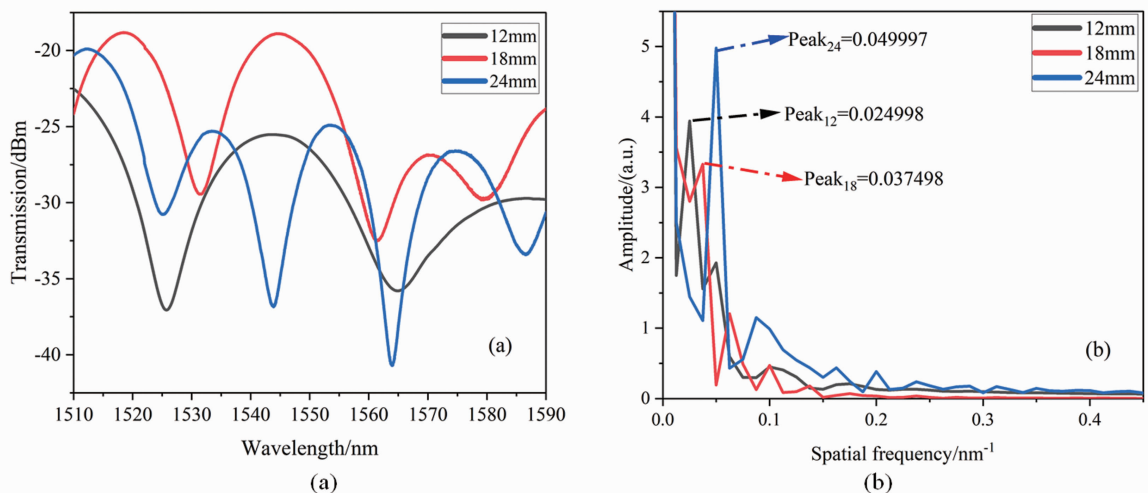 -20
-25
-30
-35
-40
Transmission/dBm
1510 1520 1530 1540 1550 1560 1570 1580 1590
Wavelength/nm
12mm
18mm
24mm
(a)
(a)
5
4
3
2
1
0
Amplitude/(a.u.)
0.0 0.1 0.2 0.3 0.4
Spatial frequency/nm⁻¹
Peak₂₄=0.049997
Peak₁₂=0.024998
Peak₁₈=0.037498
12mm
18mm
24mm
(b)
(b)